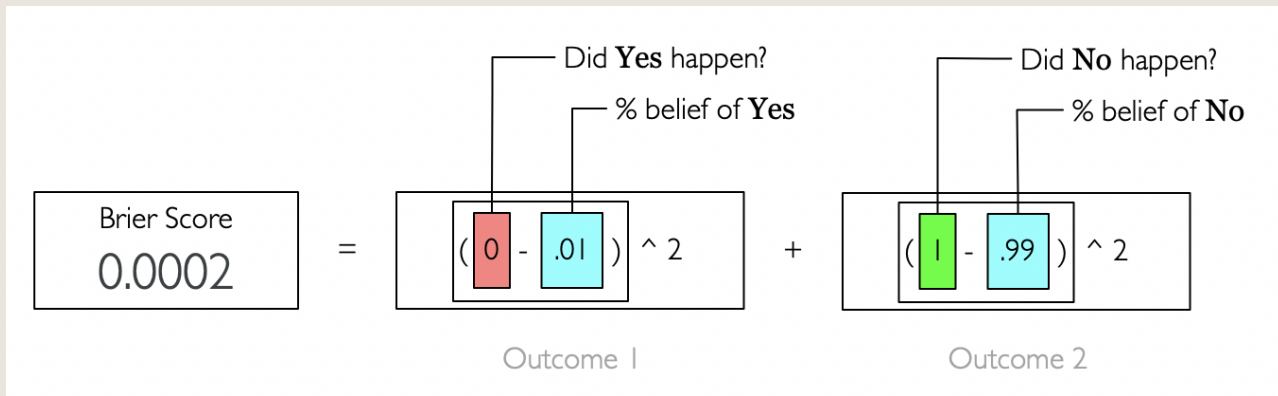 Did Yes happen?
Did No happen?
% belief of Yes
% belief of No
Brier Score
0.0002
=
( 0 - .01 ) ^ 2
+
( 1 - .99 ) ^ 2
Outcome 1
Outcome 2